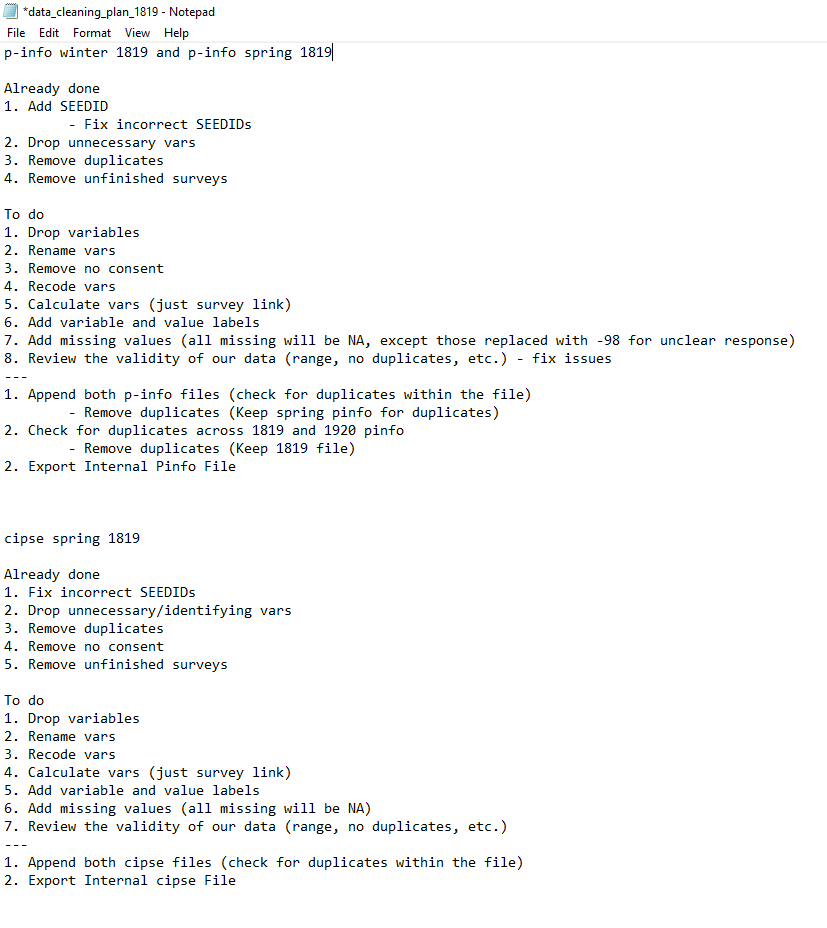 *data_cleaning_plan_1819 - Notepad
File Edit Format View Help
p-info winter 1819 and p-info spring 1819

Already done
1. Add SEEDID
        - Fix incorrect SEEDIDs
2. Drop unnecessary vars
3. Remove duplicates
4. Remove unfinished surveys

To do
1. Drop variables
2. Rename vars
3. Remove no consent
4. Recode vars
5. Calculate vars (just survey link)
6. Add variable and value labels
7. Add missing values (all missing will be NA, except those replaced with -98 for unclear response)
8. Review the validity of our data (range, no duplicates, etc.) - fix issues
---
1. Append both p-info files (check for duplicates within the file)
        - Remove duplicates (Keep spring pinfo for duplicates)
2. Check for duplicates across 1819 and 1920 pinfo
        - Remove duplicates (Keep 1819 file)
2. Export Internal Pinfo File

cipse spring 1819

Already done
1. Fix incorrect SEEDIDs
2. Drop unnecessary/identifying vars
3. Remove duplicates
4. Remove no consent
5. Remove unfinished surveys

To do
1. Drop variables
2. Rename vars
3. Recode vars
4. Calculate vars (just survey link)
5. Add variable and value labels
6. Add missing values (all missing will be NA)
7. Review the validity of our data (range, no duplicates, etc.)
---
1. Append both cipse files (check for duplicates within the file)
2. Export Internal cipse File